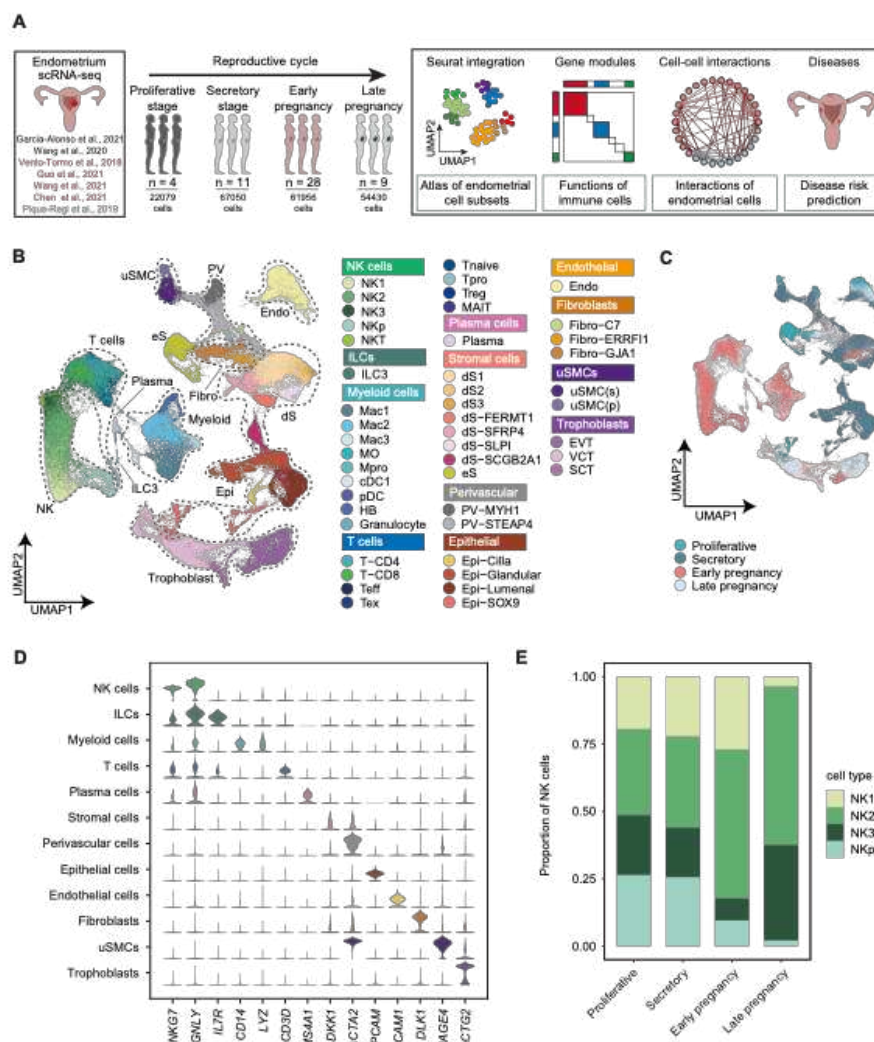 A
Endometrium
scRNA-seq
Garcia-Alonso et al., 2021
Wang et al., 2020
Vento-Tormo et al., 2018
Guo et al., 2021
Wang et al., 2021
Chen et al., 2021
Pique-Regi et al., 2019
Reproductive cycle
Proliferative
stage
n = 4
22079
cells
Secretory
stage
n = 11
67050
cells
Early
pregnancy
n = 28
61956
cells
Late
pregnancy
n = 9
54430
cells
Seurat integration
UMAP2
UMAP1
Atlas of endometrial
cell subsets
Gene modules
Functions of
immune cells
Cell-cell interactions
Interactions of
endometrial cells
Diseases
Disease risk
prediction
B
uSMC
PV
Endo
T cells
eS
Plasma
Fibro
Myeloid
dS
ILC3
Epi
NK
Trophoblast
UMAP2
UMAP1
NK cells
NK1
NK2
NK3
NKp
NKT
ILCs
ILC3
Myeloid cells
Mac1
Mac2
Mac3
MO
Mpro
cDC1
pDC
HB
Granulocyte
T cells
T-CD4
T-CD8
Teff
Tex
Tnaive
Tpro
Treg
MAIT
Plasma cells
Plasma
Stromal cells
dS1
dS2
dS3
dS-FERMT1
dS-SFRP4
dS-SLPI
dS-SCGB2A1
eS
Perivascular
PV-MYH1
PV-STEAP4
Epithelial
Epi-Cilla
Epi-Glandular
Epi-Lumenal
Epi-SOX9
Endothelial
Endo
Fibroblasts
Fibro-C7
Fibro-ERRFI1
Fibro-GJA1
uSMCs
uSMC(s)
uSMC(p)
Trophoblasts
EVT
VCT
SCT
C
UMAP2
UMAP1
Proliferative
Secretory
Early pregnancy
Late pregnancy
D
NK cells
ILCs
Myeloid cells
T cells
Plasma cells
Stromal cells
Perivascular cells
Epithelial cells
Endothelial cells
Fibroblasts
uSMCs
Trophoblasts
NKG7
GNLY
IL7R
CD14
LYZ
CD3D
MS4A1
DKK1
CTA2
PCAM
CAM1
DLK1
AGE4
CTG2
E
Proportion of NK cells
1.00
0.75
0.50
0.25
0.00
Proliferative
Secretory
Early pregnancy
Late pregnancy
cell type
NK1
NK2
NK3
NKp